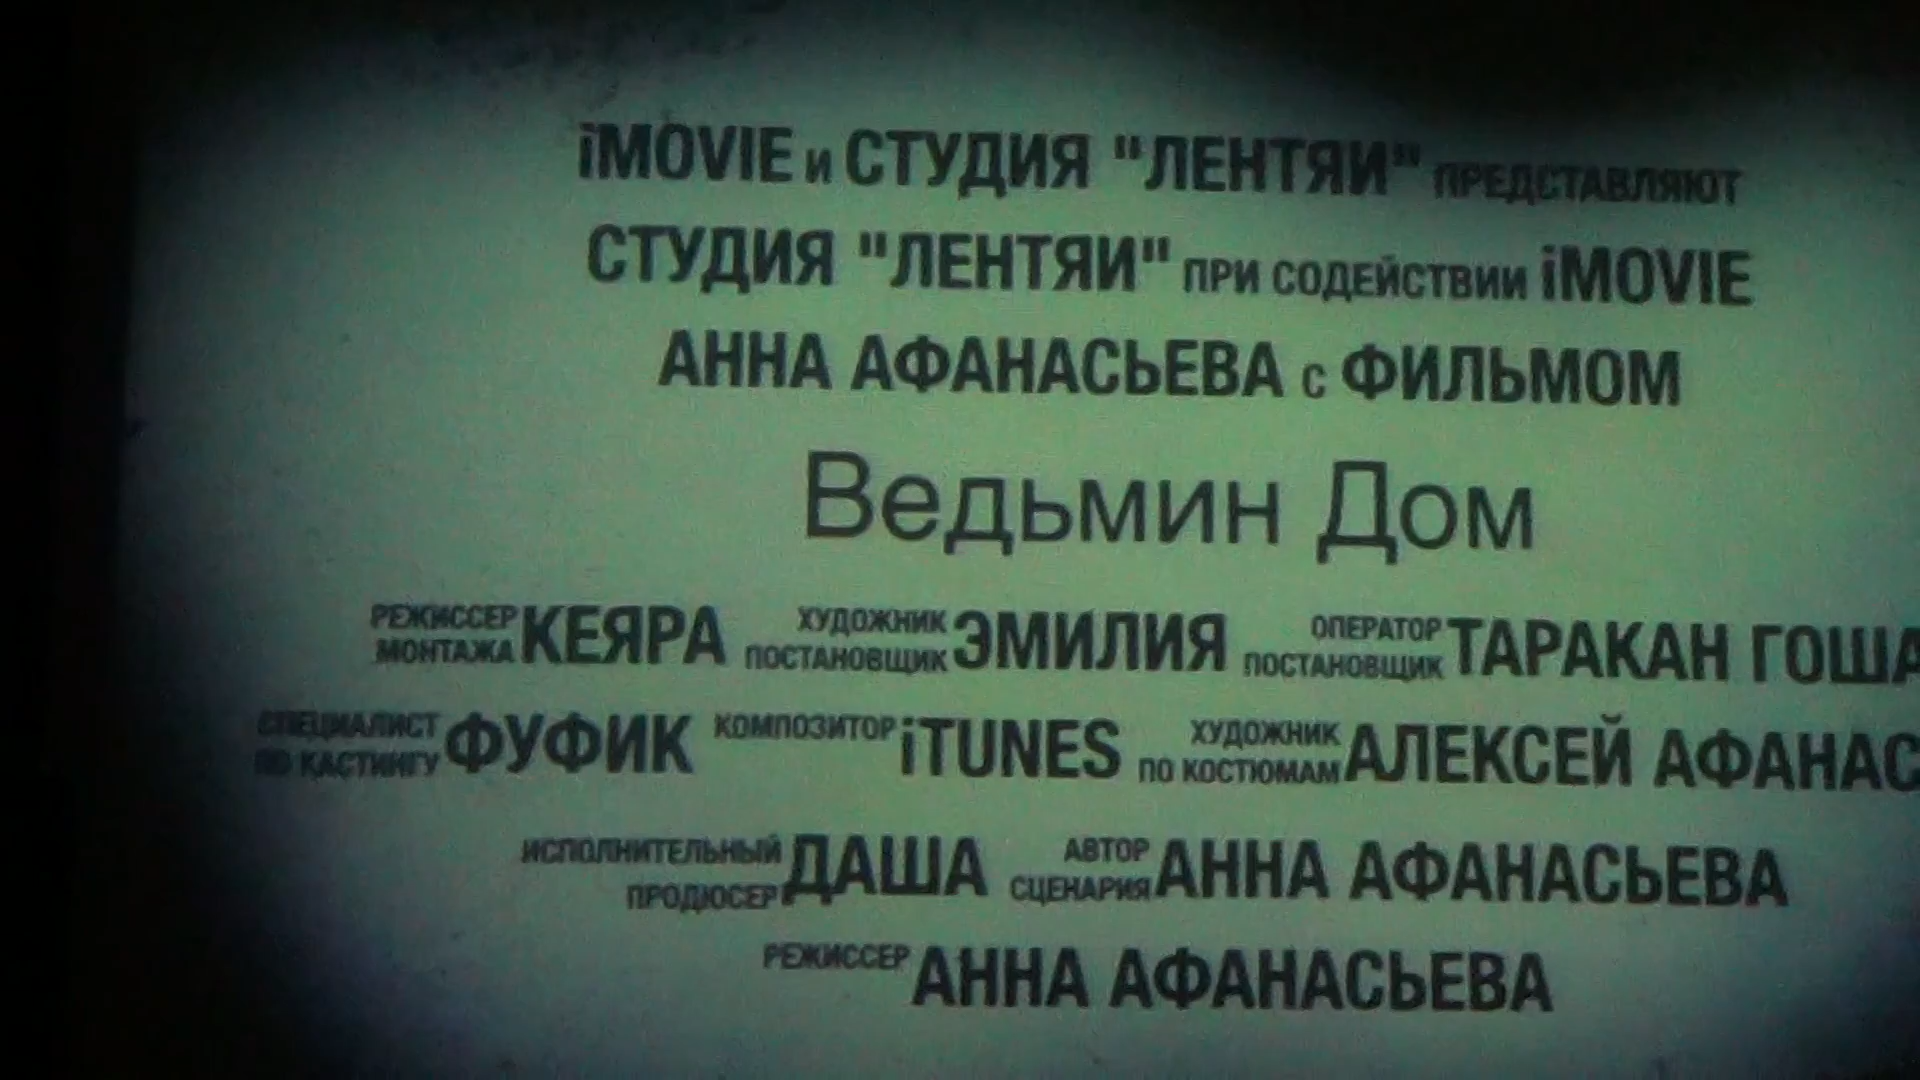 iMOVIE и СТУДИЯ "ЛЕНТЯИ" ПРЕДСТАВЛЯЮТ
СТУДИЯ "ЛЕНТЯИ" ПРИ СОДЕЙСТВИИ iMOVIE
АННА АФАНАСЬЕВА С ФИЛЬМОМ
Ведьмин Дом
РЕЖИССЕР МОНТАЖА КЕЯРА ХУДОЖНИК ПОСТАНОВЩИК ЭМИЛИЯ ОПЕРАТОР ПОСТАНОВЩИК ТАРАКАН ГОША
СПЕЦИАЛИСТ ПО КАСТИНГУ ФУФИК КОМПОЗИТОР iTUNES ХУДОЖНИК ПО КОСТЮМАМ АЛЕКСЕЙ АФАНАС
ИСПОЛНИТЕЛЬНЫЙ ПРОДЮСЕР ДАША АВТОР СЦЕНАРИЯ АННА АФАНАСЬЕВА
РЕЖИССЕР АННА АФАНАСЬЕВА